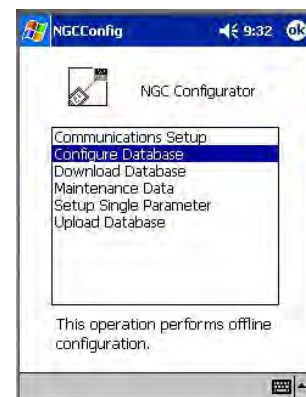 NGCConfig 9:32 ok
NGC Configurator
Communications Setup
Configure Database
Download Database
Maintenance Data
Setup Single Parameter
Upload Database
This operation performs offline
configuration.